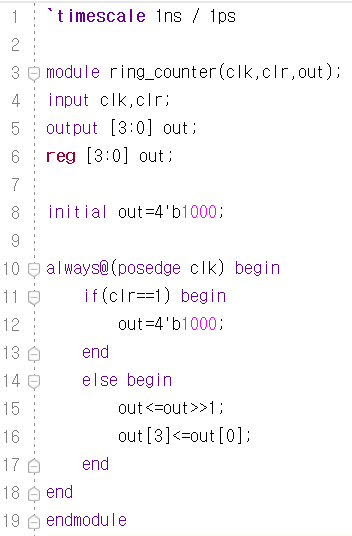 1 `timescale 1ns / 1ps
2
3 module ring_counter(clk,clr,out);
4 input clk,clr;
5 output [3:0] out;
6 reg [3:0] out;
7
8 initial out=4'b1000;
9
10 always@(posedge clk) begin
11     if(clr==1) begin
12         out=4'b1000;
13     end
14     else begin
15         out<=out>>1;
16         out[3]<=out[0];
17     end
18 end
19 endmodule